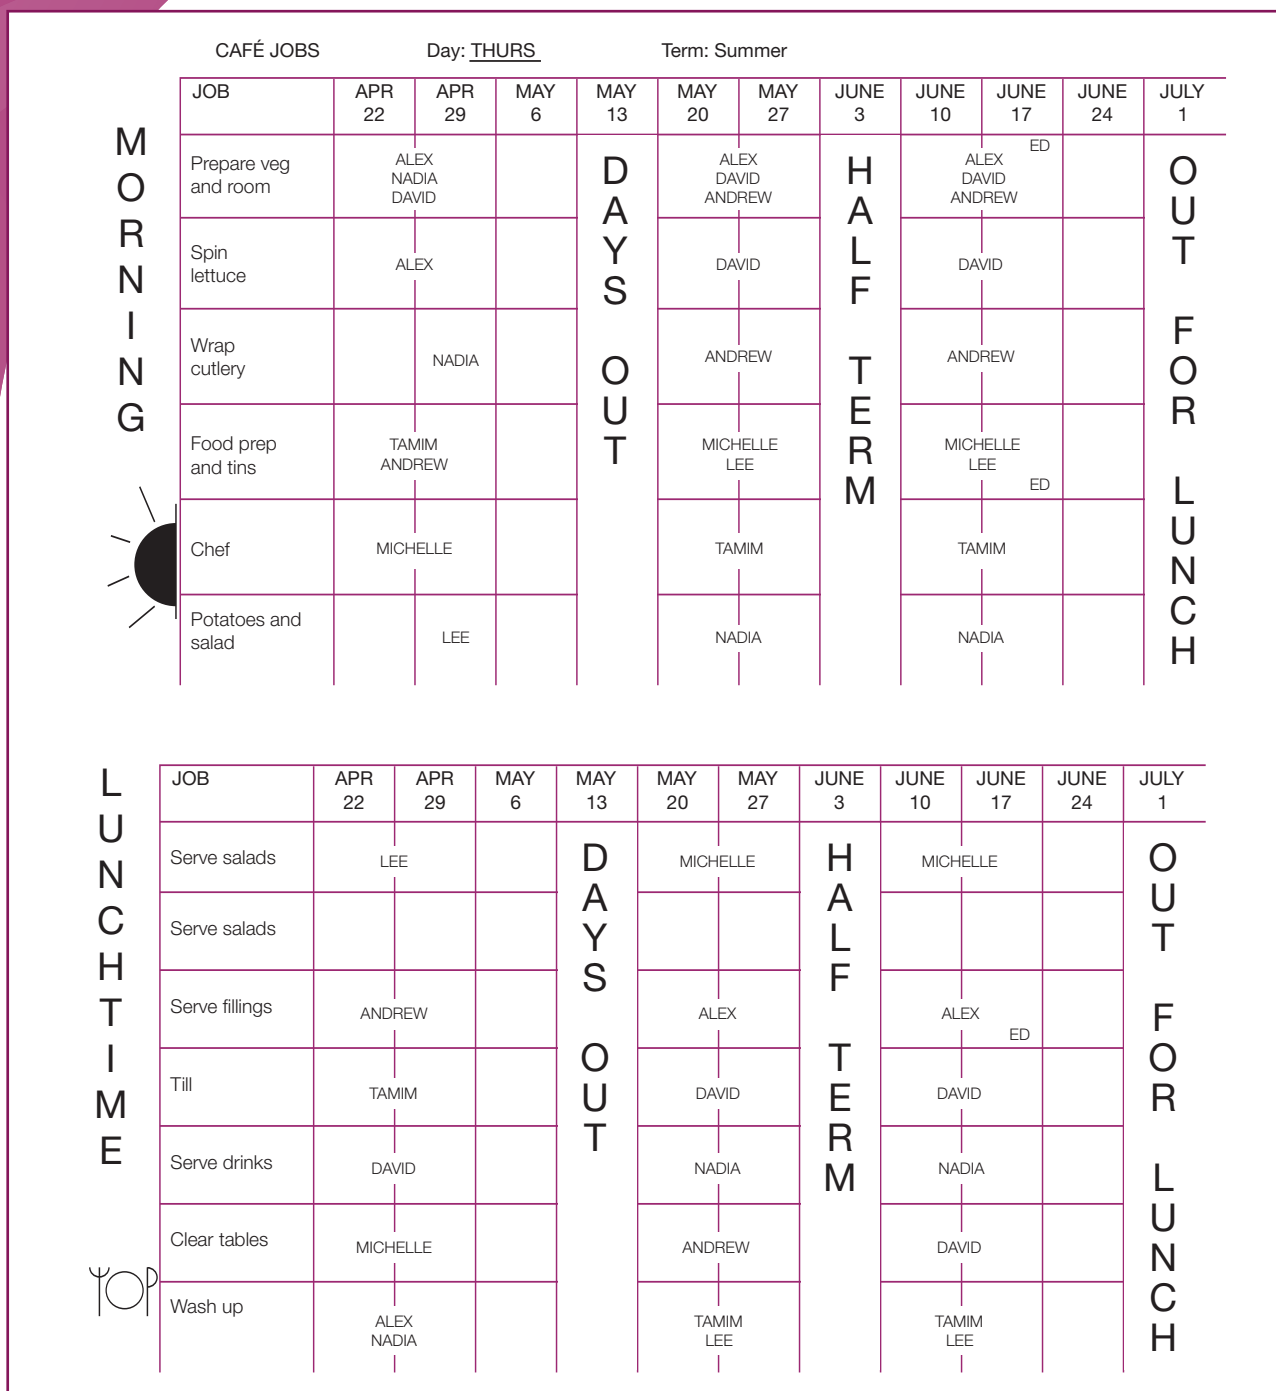 CAFÉ JOBS Day: THURS Term: Summer
MORNING
JOB APR 22 APR 29 MAY 6 MAY 13 MAY 20 MAY 27 JUNE 3 JUNE 10 JUNE 17 JUNE 24 JULY 1
DAYS OUT
HALF TERM
OUT FOR LUNCH
Prepare veg
and room
ALEX
NADIA
DAVID
ALEX
DAVID
ANDREW
ED
ALEX
DAVID
ANDREW
Spin
lettuce
ALEX
DAVID
DAVID
Wrap
cutlery
NADIA
ANDREW
ANDREW
Food prep
and tins
TAMIM
ANDREW
MICHELLE
LEE
MICHELLE
LEE
ED
Chef
MICHELLE
TAMIM
TAMIM
Potatoes and
salad
LEE
NADIA
NADIA
LUNCHTIME
JOB APR 22 APR 29 MAY 6 MAY 13 MAY 20 MAY 27 JUNE 3 JUNE 10 JUNE 17 JUNE 24 JULY 1
DAYS OUT
HALF TERM
OUT FOR LUNCH
Serve salads
LEE
MICHELLE
MICHELLE
Serve salads
Serve fillings
ANDREW
ALEX
ALEX
ED
Till
TAMIM
DAVID
DAVID
Serve drinks
DAVID
NADIA
NADIA
Clear tables
MICHELLE
ANDREW
DAVID
Wash up
ALEX
NADIA
TAMIM
LEE
TAMIM
LEE